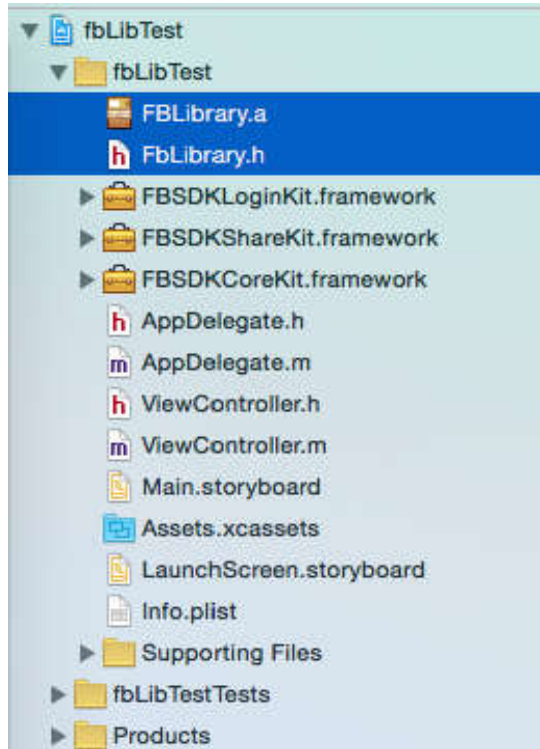 fbLibTest
fbLibTest
FBLibrary.a
h FbLibrary.h
FBSDKLoginKit.framework
FBSDKShareKit.framework
FBSDKCoreKit.framework
h AppDelegate.h
m AppDelegate.m
h ViewController.h
m ViewController.m
Main.storyboard
Assets.xcassets
LaunchScreen.storyboard
Info.plist
Supporting Files
fbLibTestTests
Products